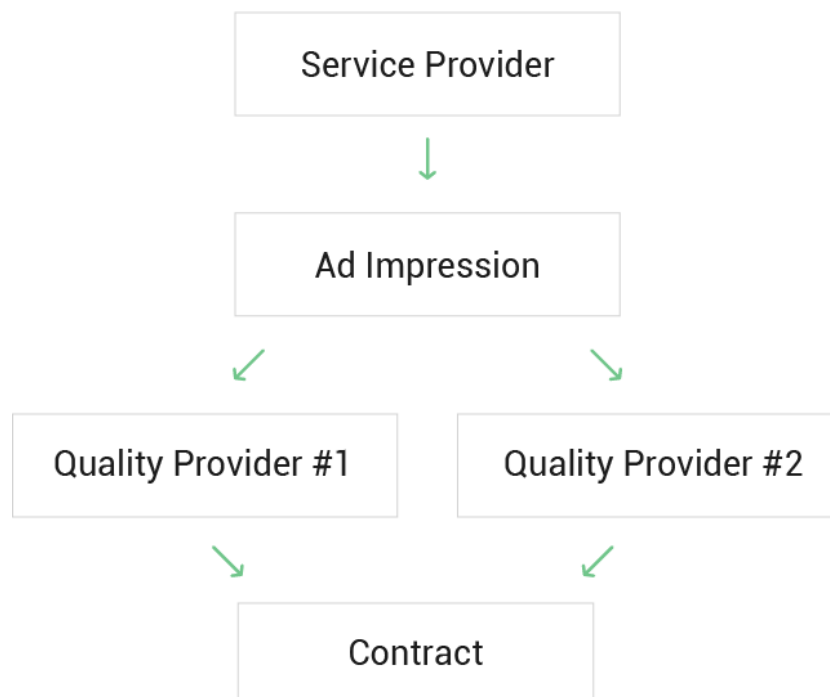 Service Provider
Ad Impression
Quality Provider #1
Quality Provider #2
Contract